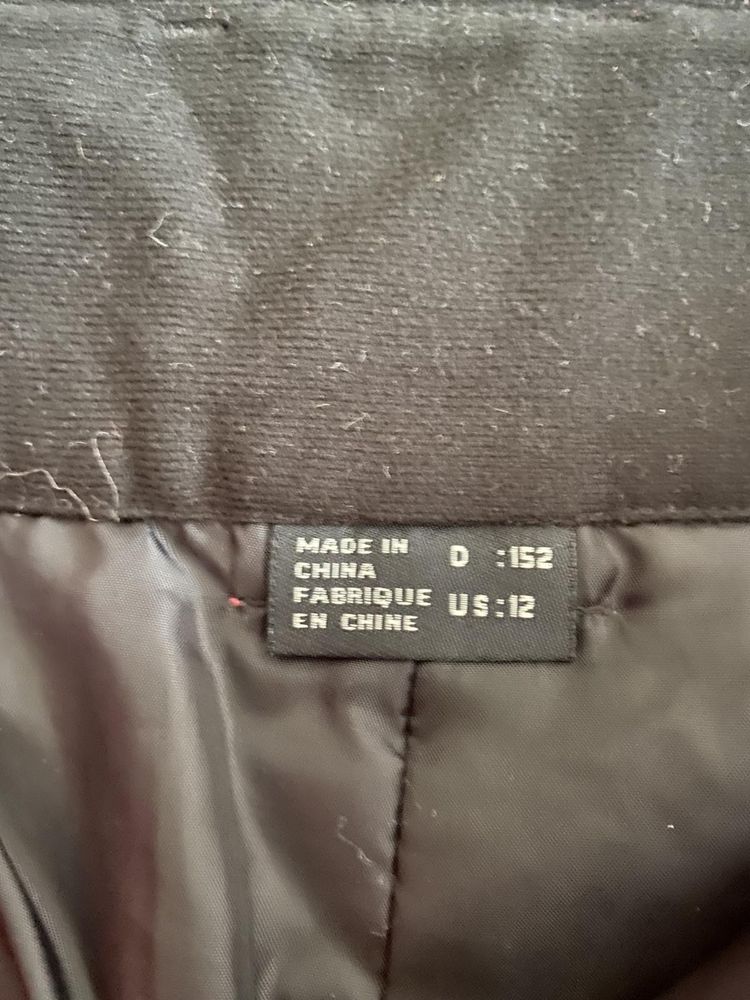 MADE IN
CHINA
FABRIQUE
EN CHINE
D :152
US:12